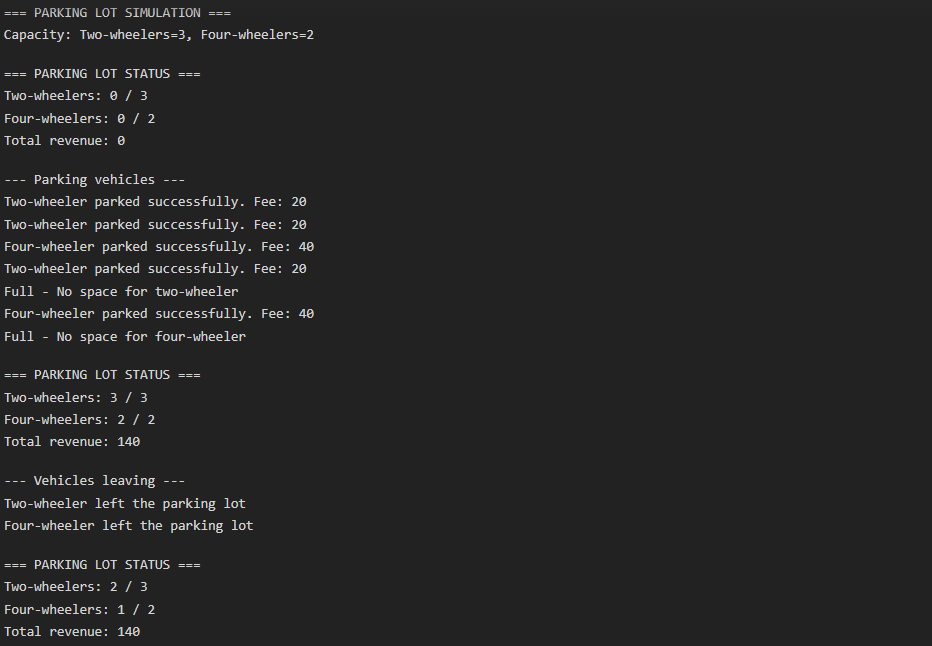 === PARKING LOT SIMULATION ===
Capacity: Two-wheelers=3, Four-wheelers=2
=== PARKING LOT STATUS ===
Two-wheelers: 0 / 3
Four-wheelers: 0 / 2
Total revenue: 0
--- Parking vehicles ---
Two-wheeler parked successfully. Fee: 20
Two-wheeler parked successfully. Fee: 20
Four-wheeler parked successfully. Fee: 40
Two-wheeler parked successfully. Fee: 20
Full - No space for two-wheeler
Four-wheeler parked successfully. Fee: 40
Full - No space for four-wheeler
=== PARKING LOT STATUS ===
Two-wheelers: 3 / 3
Four-wheelers: 2 / 2
Total revenue: 140
--- Vehicles leaving ---
Two-wheeler left the parking lot
Four-wheeler left the parking lot
=== PARKING LOT STATUS ===
Two-wheelers: 2 / 3
Four-wheelers: 1 / 2
Total revenue: 140